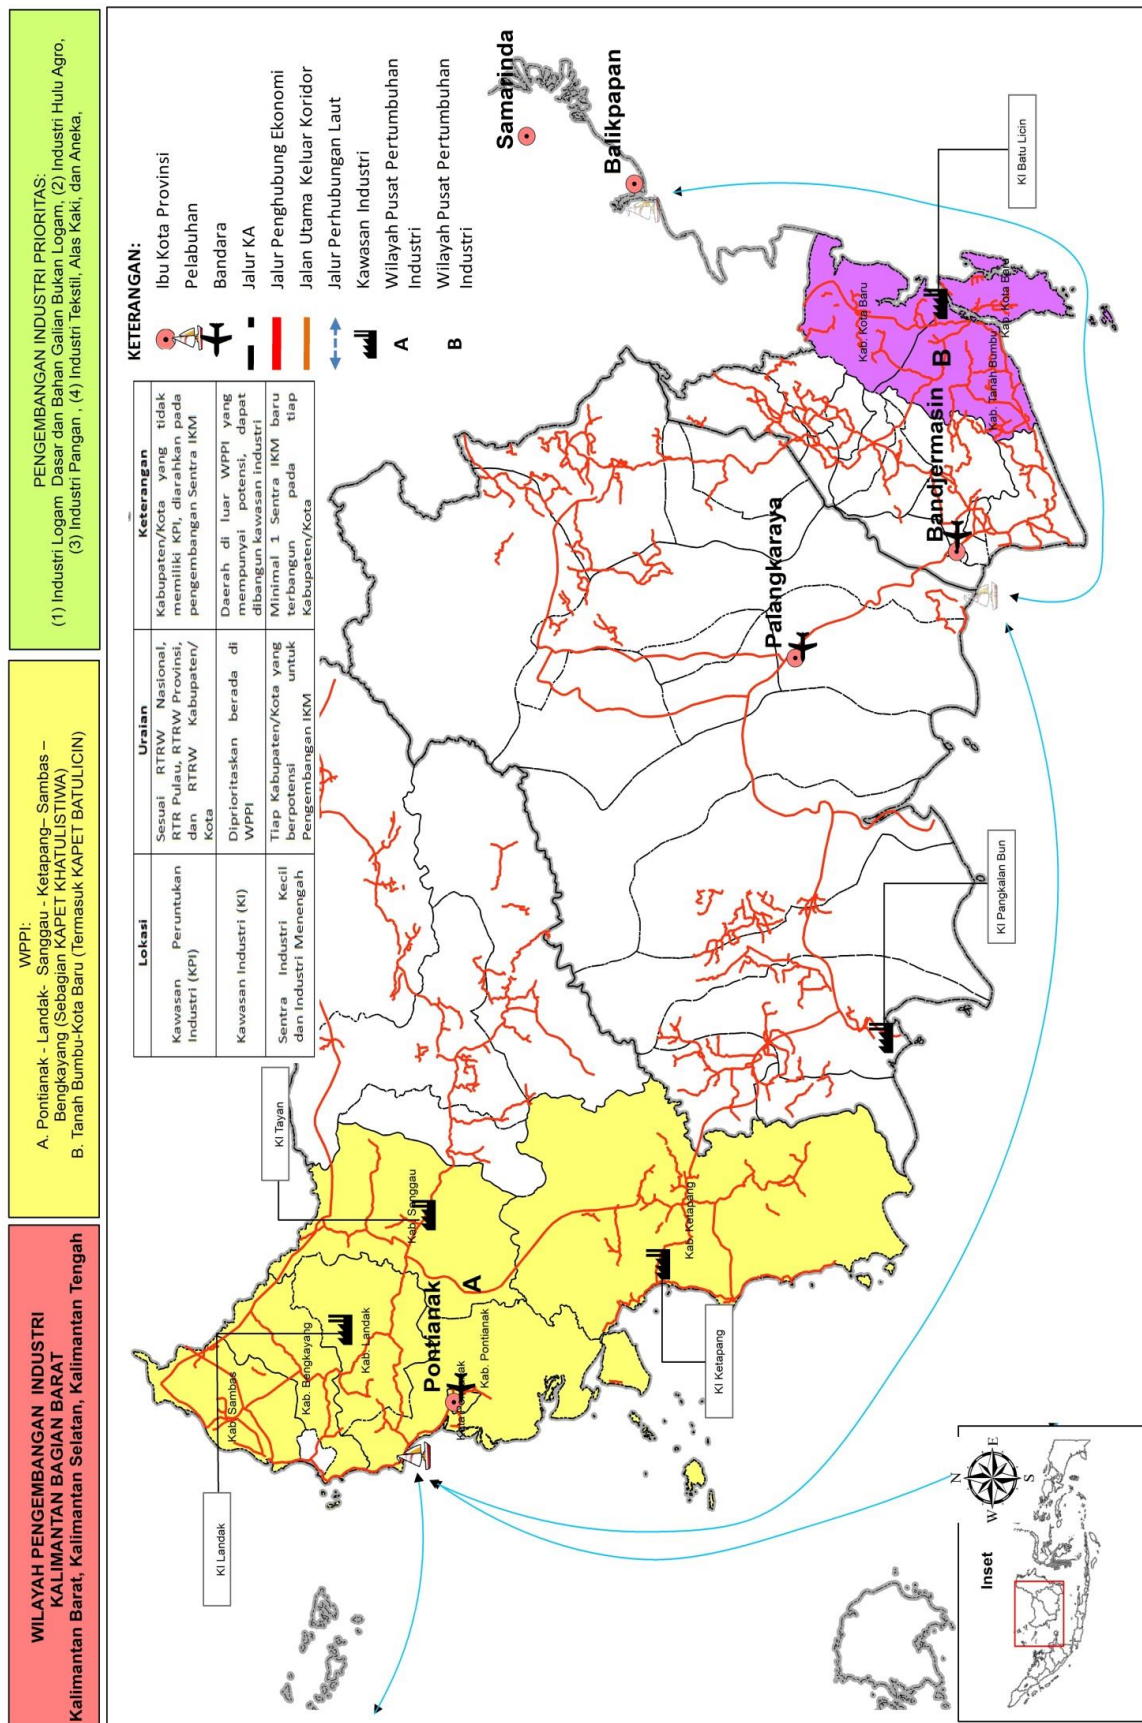 WILAYAH PENGEMBANGAN INDUSTRI
KALIMANTAN BAGIAN BARAT
Kalimantan Barat, Kalimantan Selatan, Kalimantan Tengah
WPPI:
A. Pontianak - Landak- Sanggau - Ketapang– Sambas –
Bengkayang (Sebagian KAPET KHATULISTIWA)
B. Tanah Bumbu-Kota Baru (Termasuk KAPET BATULICIN)
PENGEMBANGAN INDUSTRI PRIORITAS:
(1) Industri Logam Dasar dan Bahan Galian Bukan Logam, (2) Industri Hulu Agro,
(3) Industri Pangan , (4) Industri Tekstil, Alas Kaki, dan Aneka,
Lokasi
Uraian
Keterangan
Kawasan Peruntukan
Industri (KPI)
Sesuai RTRW Nasional,
RTR Pulau, RTRW Provinsi,
dan RTRW Kabupaten/
Kota
Kabupaten/Kota yang tidak
memiliki KPI, diarahkan pada
pengembangan Sentra IKM
Kawasan Industri (KI)
Diprioritaskan berada di
WPPI
Daerah di luar WPPI yang
mempunyai potensi, dapat
dibangun kawasan industri
Sentra Industri Kecil
dan Industri Menengah
Tiap Kabupaten/Kota yang
berpotensi untuk
Pengembangan IKM
Minimal 1 Sentra IKM baru
terbangun pada tiap
Kabupaten/Kota
KETERANGAN:
Ibu Kota Provinsi
Pelabuhan
Bandara
Jalur KA
Jalur Penghubung Ekonomi
Jalan Utama Keluar Koridor
Jalur Perhubungan Laut
Kawasan Industri
A
Wilayah Pusat Pertumbuhan
Industri
B
Wilayah Pusat Pertumbuhan
Industri
KI Landak
KI Tayan
Kab. Sambas
Kab. Bengkayang
Kab. Landak
Kab. Sanggau
Pontianak
A
Kab. Pontianak
KI Ketapang
Kab. Ketapang
KI Pangkalan Bun
Palangkaraya
Bandjermasin
B
Kab. Kota Baru
Kab. Tanah Bumbu
Kab. Kota Baru
KI Batu Licin
Samarinda
Balikpapan
Inset
N
E
S
W